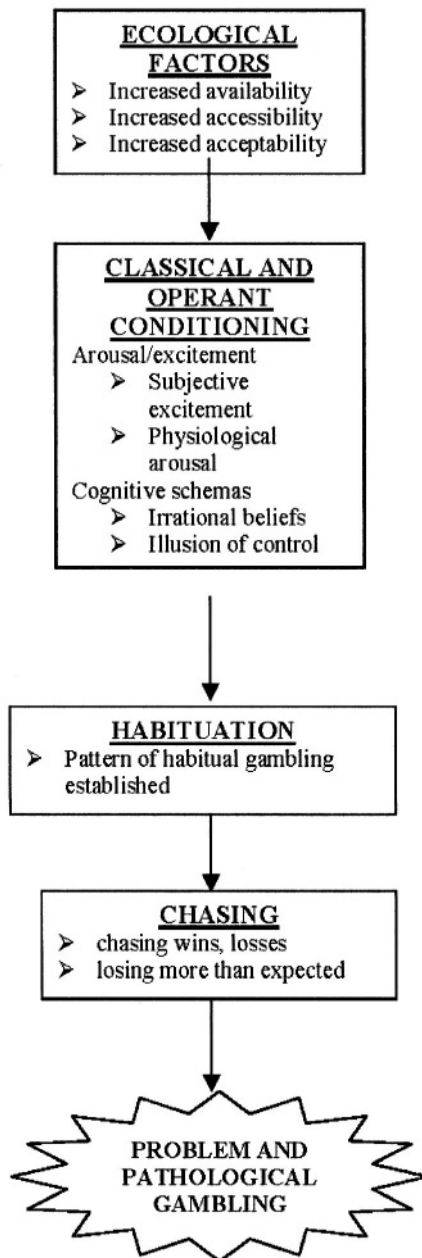 ECOLOGICAL
FACTORS
➢ Increased availability
➢ Increased accessibility
➢ Increased acceptability
CLASSICAL AND
OPERANT
CONDITIONING
Arousal/excitement
➢ Subjective
excitement
➢ Physiological
arousal
Cognitive schemas
➢ Irrational beliefs
➢ Illusion of control
HABITUATION
➢ Pattern of habitual gambling
established
CHASING
➢ chasing wins, losses
➢ losing more than expected
PROBLEM AND
PATHOLOGICAL
GAMBLING